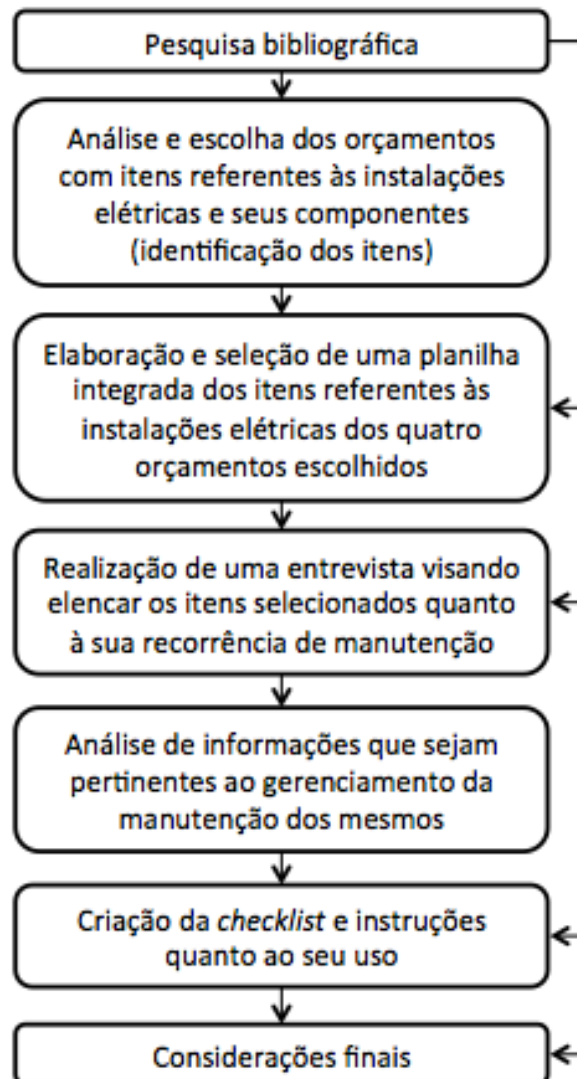 Pesquisa bibliográfica
Análise e escolha dos orçamentos
com itens referentes às instalações
elétricas e seus componentes
(identificação dos itens)
Elaboração e seleção de uma planilha
integrada dos itens referentes às
instalações elétricas dos quatro
orçamentos escolhidos
Realização de uma entrevista visando
elencar os itens selecionados quanto
à sua recorrência de manutenção
Análise de informações que sejam
pertinentes ao gerenciamento da
manutenção dos mesmos
Criação da checklist e instruções
quanto ao seu uso
Considerações finais